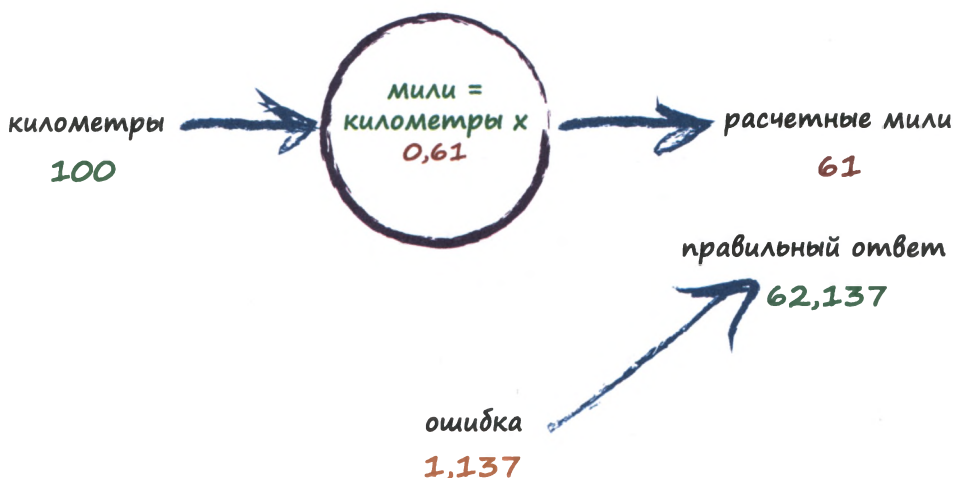 мили =
километры x
0,61
километры
100
расчетные мили
61
правильный ответ
62,137
ошибка
1,137